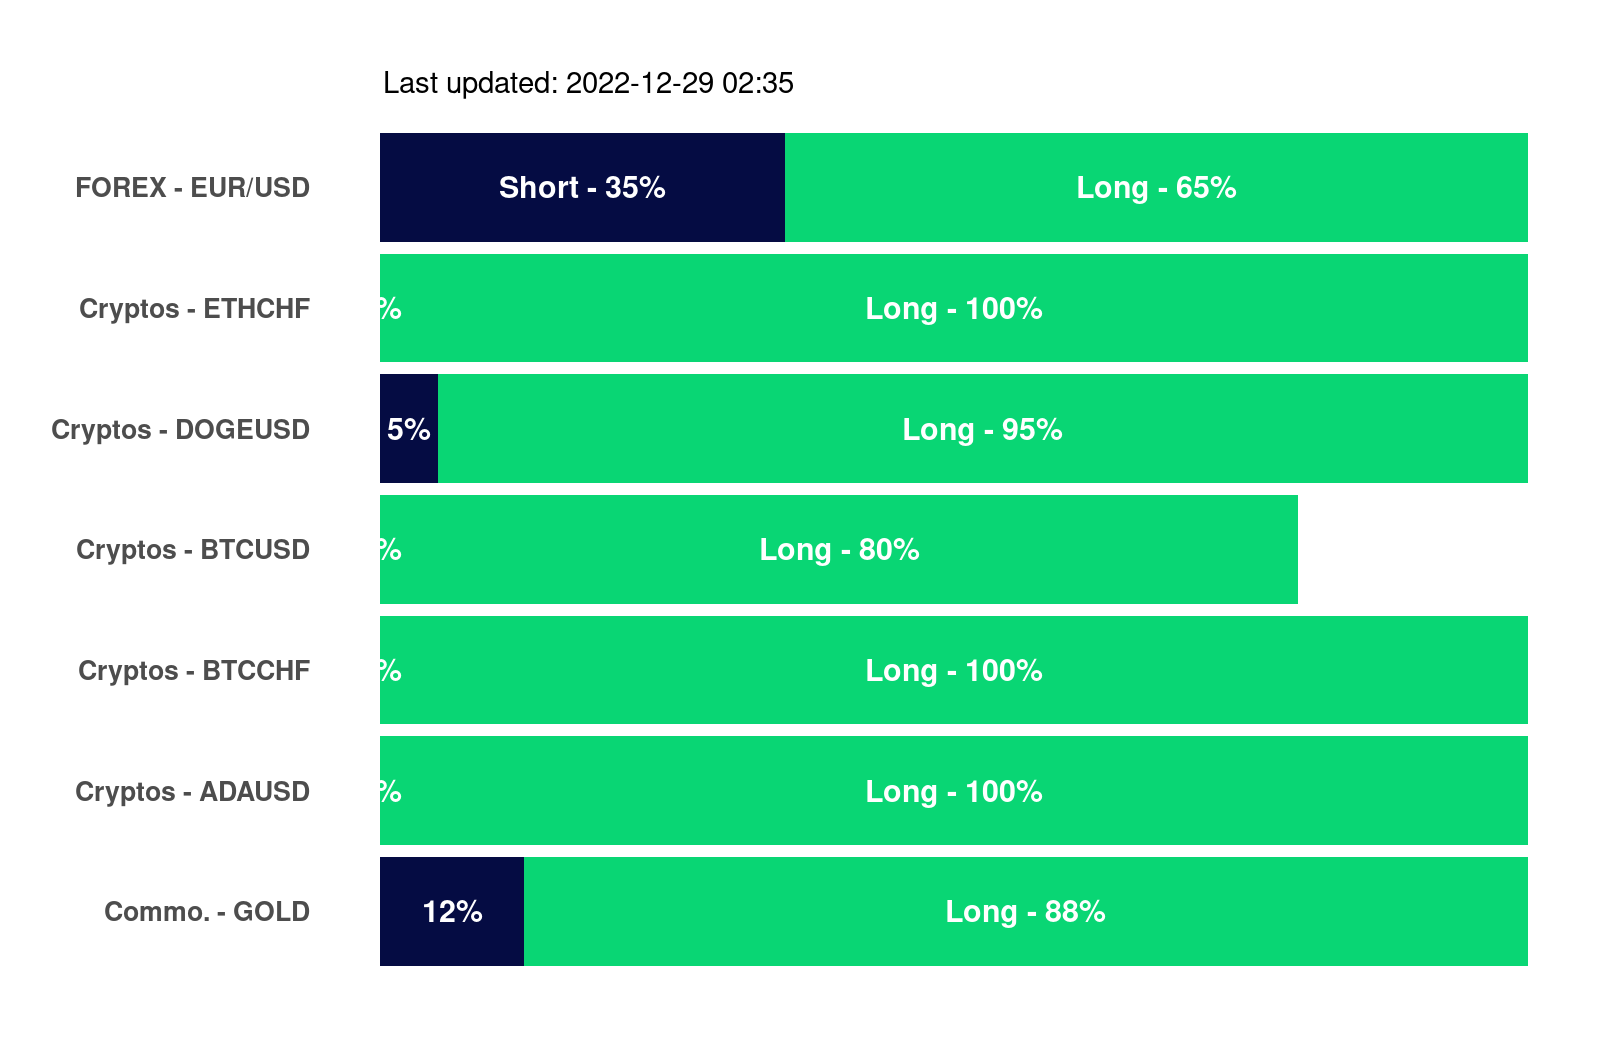 Last updated: 2022-12-29 02:35
FOREX - EUR/USD Short - 35% Long - 65%
Cryptos - ETHCHF % Long - 100%
Cryptos - DOGEUSD 5% Long - 95%
Cryptos - BTCUSD % Long - 80%
Cryptos - BTCCHF % Long - 100%
Cryptos - ADAUSD % Long - 100%
Commo. - GOLD 12% Long - 88%